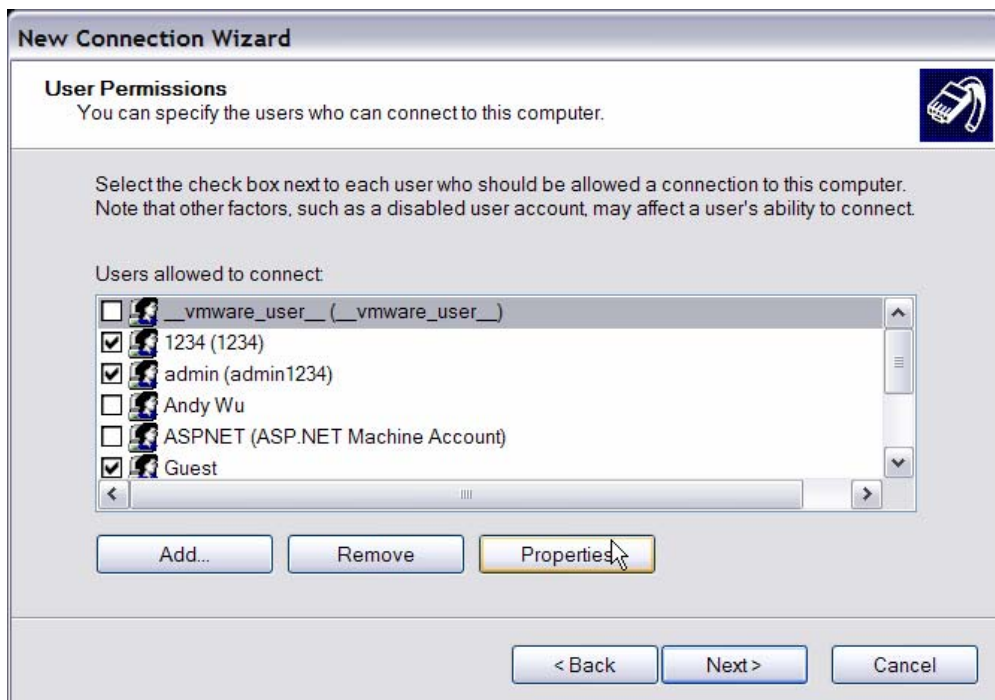 New Connection Wizard
User Permissions
You can specify the users who can connect to this computer.
Select the check box next to each user who should be allowed a connection to this computer.
Note that other factors, such as a disabled user account, may affect a user's ability to connect.
Users allowed to connect:
__vmware_user__ (__vmware_user__)
1234 (1234)
admin (admin1234)
Andy Wu
ASPNET (ASP.NET Machine Account)
Guest
Add...
Remove
Properties
< Back
Next >
Cancel